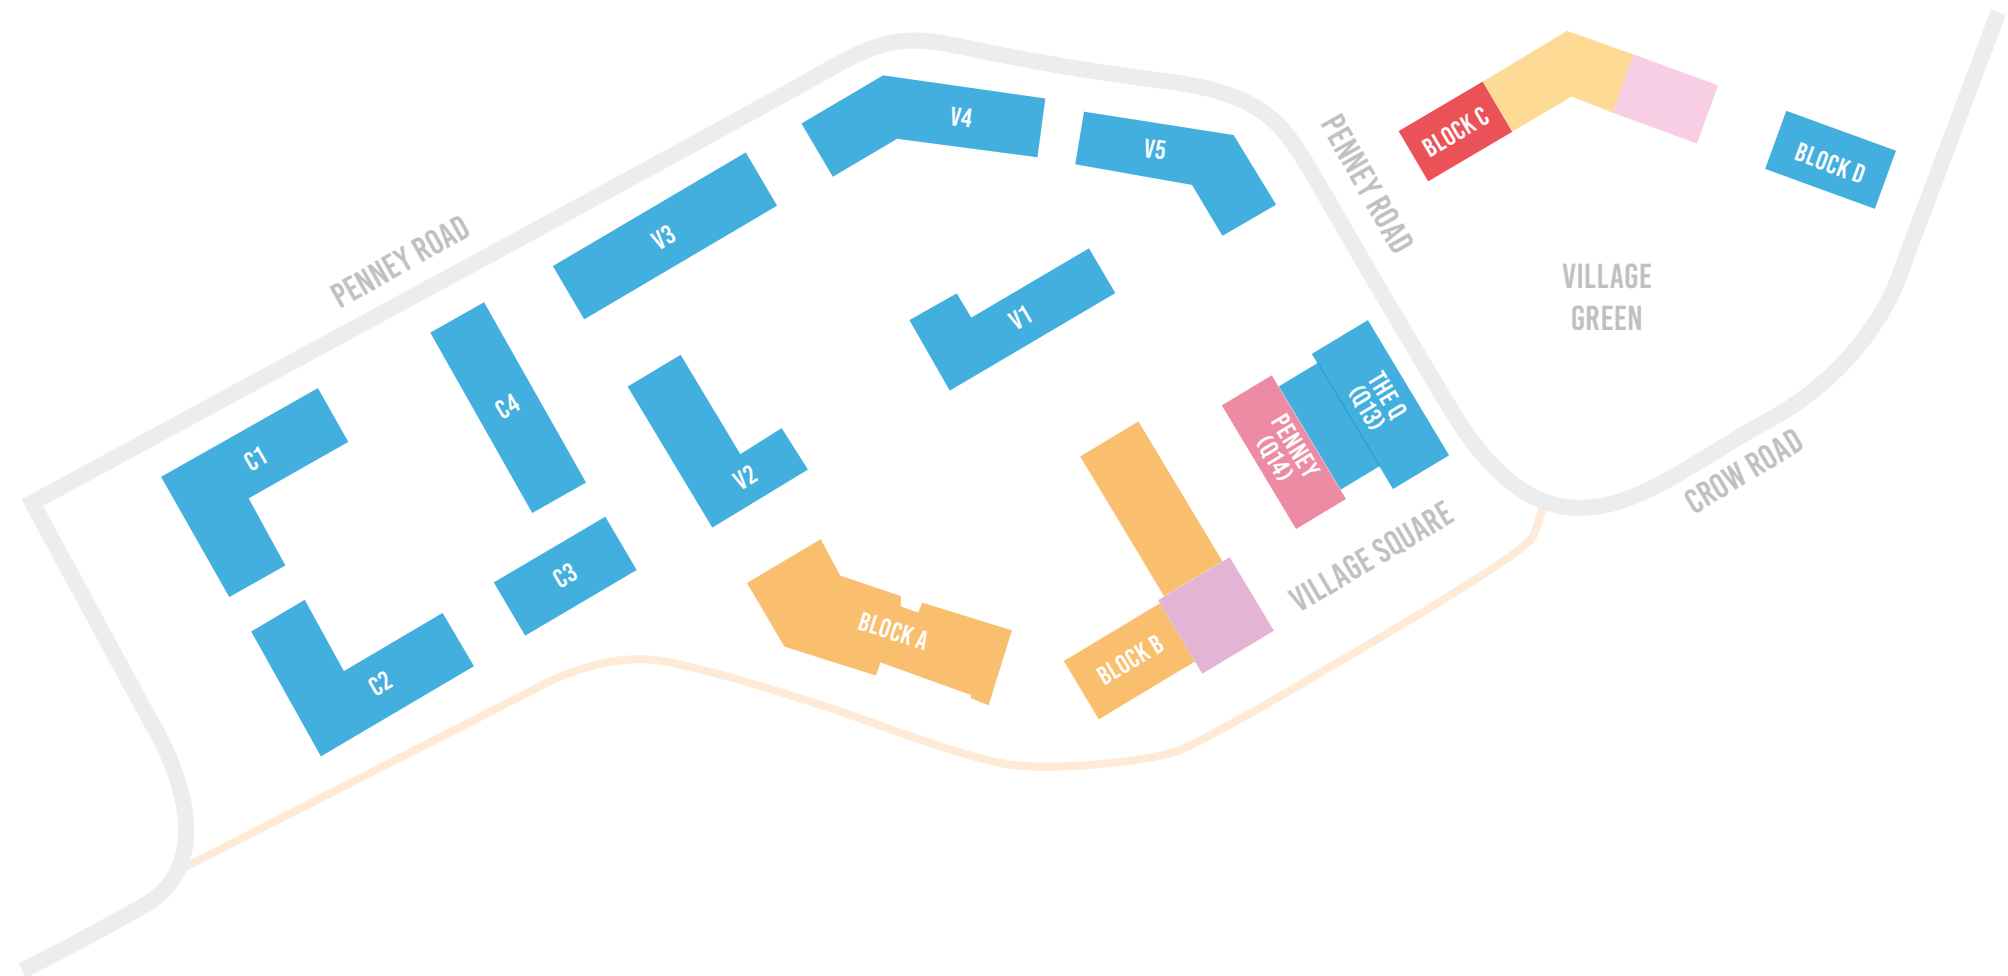 V4
V5
BLOCK C
PENNEY ROAD
BLOCK D
PENNEY ROAD
V3
VILLAGE
GREEN
V1
C4
THE Q
(Q13)
C1
PENNEY
(Q14)
V2
CROW ROAD
VILLAGE SQUARE
C3
BLOCK A
BLOCK B
C2